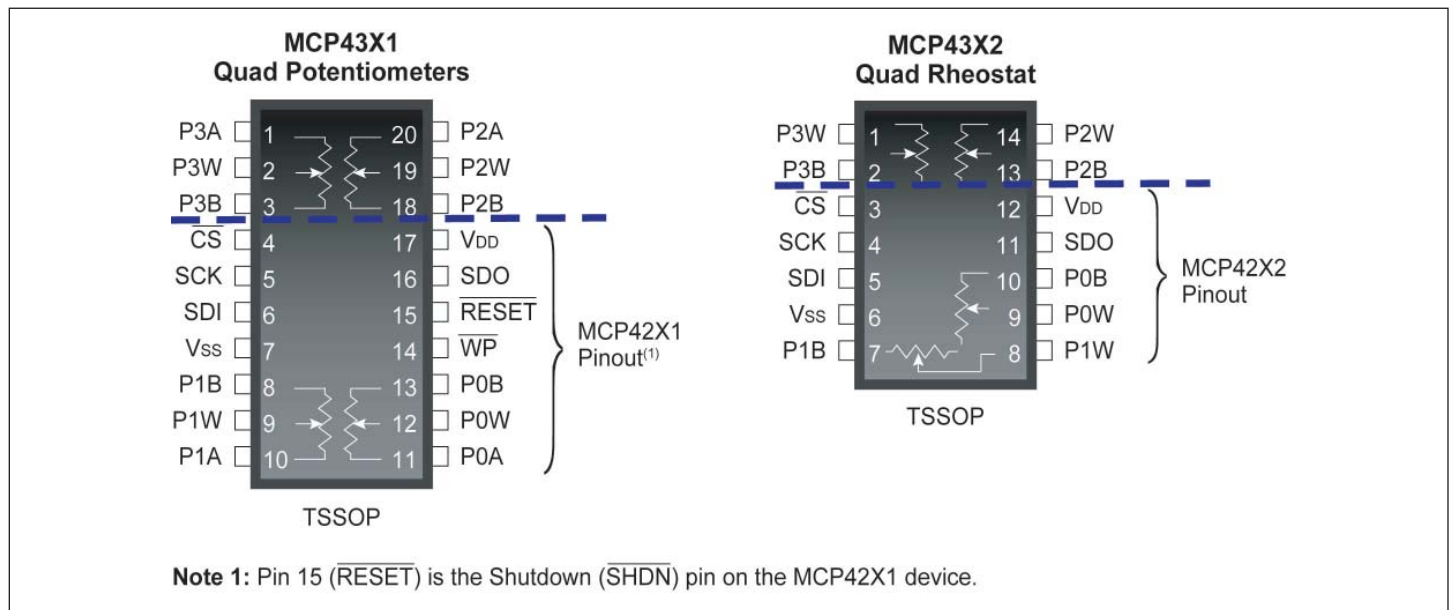 MCP43X1
Quad Potentiometers
P3A 1 20 P2A
P3W 2 19 P2W
P3B 3 18 P2B
CS 4 17 VDD
SCK 5 16 SDO
SDI 6 15 RESET
VSS 7 14 WP
P1B 8 13 P0B
P1W 9 12 P0W
P1A 10 11 P0A
TSSOP
MCP42X1
Pinout(1)
MCP43X2
Quad Rheostat
P3W 1 14 P2W
P3B 2 13 P2B
CS 3 12 VDD
SCK 4 11 SDO
SDI 5 10 P0B
VSS 6 9 P0W
P1B 7 8 P1W
TSSOP
MCP42X2
Pinout
Note 1: Pin 15 (RESET) is the Shutdown (SHDN) pin on the MCP42X1 device.